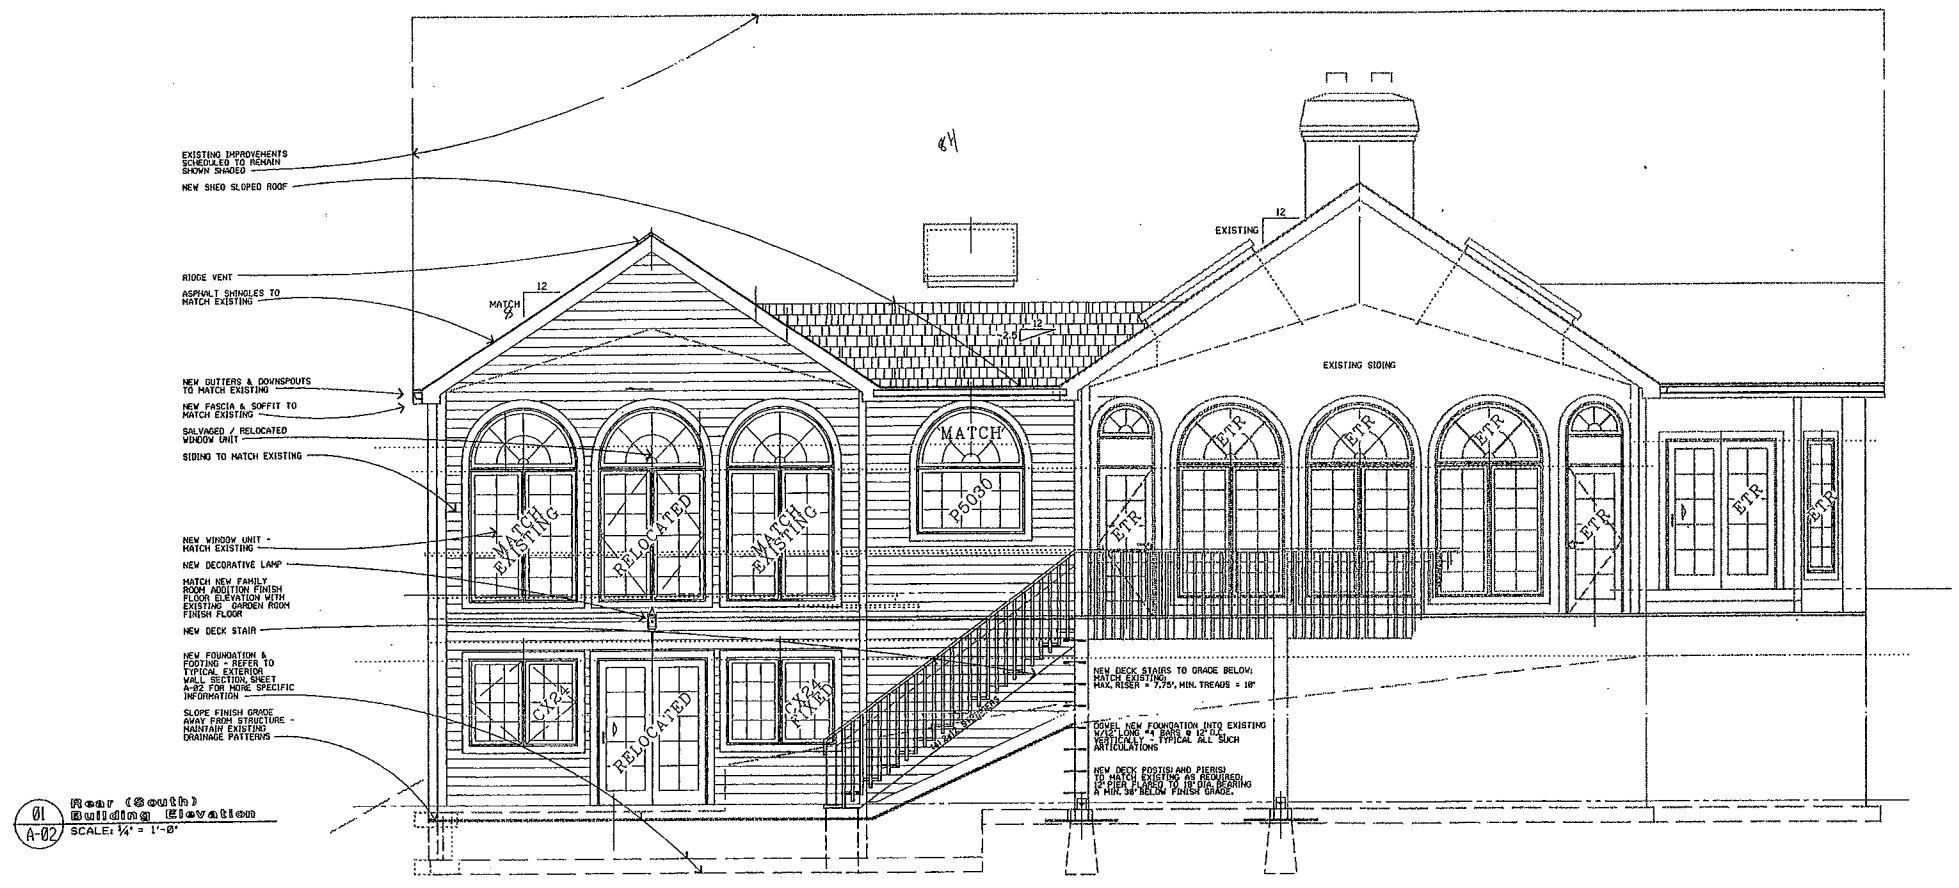 EXISTING IMPROVEMENTS
SCHEDULED TO REMAIN
SHOWN SHADED
NEW SHED SLOPED ROOF
RIDGE VENT
ASPHALT SHINGLES TO
MATCH EXISTING
NEW GUTTERS & DOWNSPOUTS
TO MATCH EXISTING
NEW FASCIA & SOFFIT TO
MATCH EXISTING
SALVAGED / RELOCATED
WINDOW UNIT
SIDING TO MATCH EXISTING
NEW WINDOW UNIT -
MATCH EXISTING
NEW DECORATIVE LAMP
MATCH NEW FAMILY
ROOM ADDITION FINISH
FLOOR ELEVATION WITH
EXISTING GARDEN ROOM
FINISH FLOOR
NEW DECK STAIR
NEW FOUNDATION &
FOOTING - REFER TO
TYPICAL EXTERIOR
WALL SECTION, SHEET
A-02 FOR MORE SPECIFIC
INFORMATION
SLOPE FINISH GRADE
AWAY FROM STRUCTURE -
MAINTAIN EXISTING
DRAINAGE PATTERNS
01
A-02
Rear (South)
Building Elevation
SCALE: 1/4" = 1'-0"
12
MATCH
8
12
2.5
12
EXISTING
EXISTING SIDING
MATCH
EXISTING
RELOCATED
MATCH
EXISTING
MATCH
P5030
ETR
ETR
ETR
ETR
ETR
ETR
ETR
CX24
RELOCATED
CX24
FIXED
NEW DECK STAIRS TO GRADE BELOW;
MATCH EXISTING;
MAX. RISER = 7.75", MIN. TREADS = 10"
DOWEL NEW FOUNDATION INTO EXISTING
W/12" LONG #4 BARS @ 12" O.C.
VERTICALLY - TYPICAL ALL SUCH
ARTICULATIONS
NEW DECK POST(S) AND PIER(S)
TO MATCH EXISTING AS REQUIRED;
12" PIER FLARED TO 18" DIA. BEARING
A MIN. 30" BELOW FINISH GRADE.